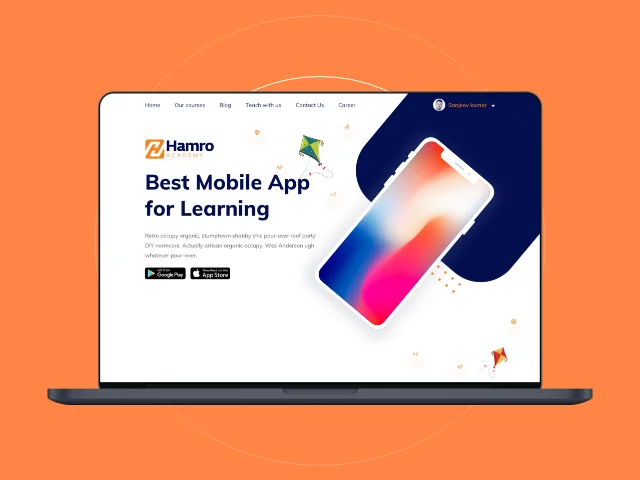 Home Our courses Blog Teach with us Contact Us Career Sanjeev kumar
Hamro
ACADEMY
Best Mobile App
for Learning
Retro occupy organic, stumptown shabby chic pour-over roof party
DIY normcore. Actually artisan organic occupy. Wes Anderson ugh
whatever pour-over.
GET IT ON
Google Play
Download on the
App Store